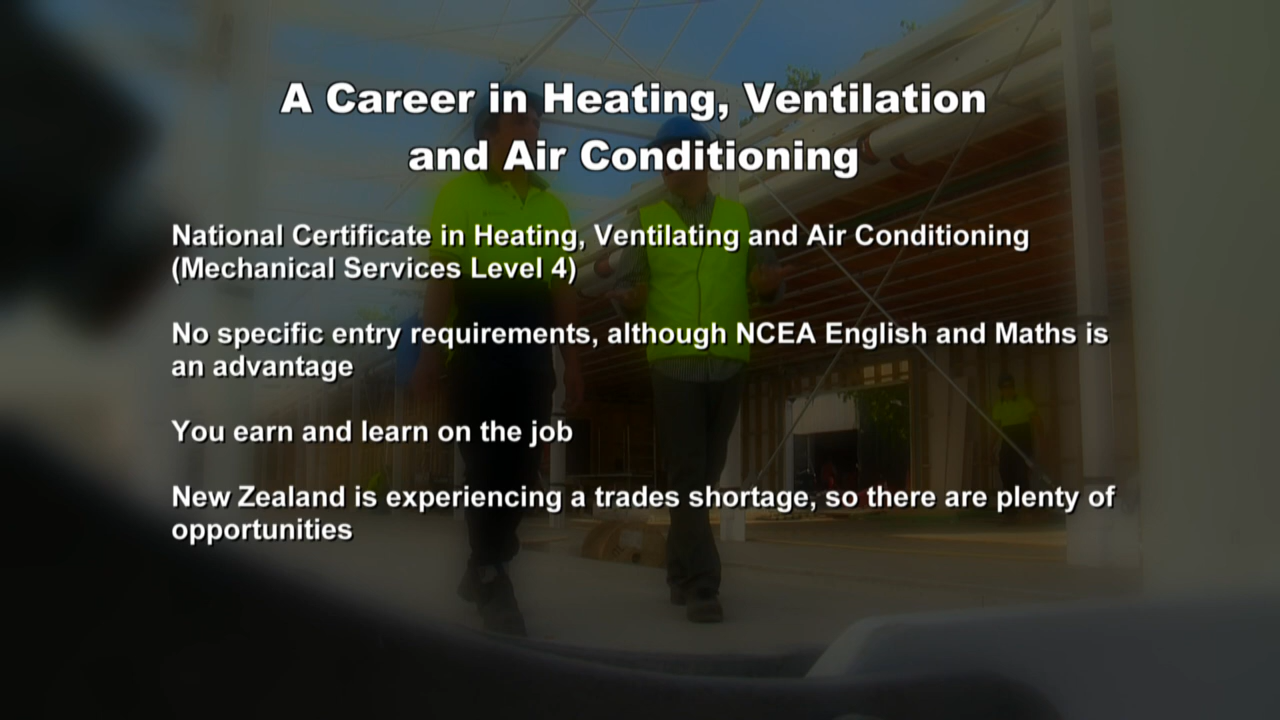 A Career in Heating, Ventilation
and Air Conditioning
National Certificate in Heating, Ventilating and Air Conditioning
(Mechanical Services Level 4)
No specific entry requirements, although NCEA English and Maths is
an advantage
You earn and learn on the job
New Zealand is experiencing a trades shortage, so there are plenty of
opportunities